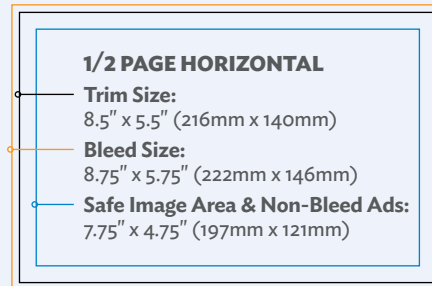 1/2 PAGE HORIZONTAL
Trim Size:
8.5" x 5.5" (216mm x 140mm)
Bleed Size:
8.75" x 5.75" (222mm x 146mm)
Safe Image Area & Non-Bleed Ads:
7.75" x 4.75" (197mm x 121mm)